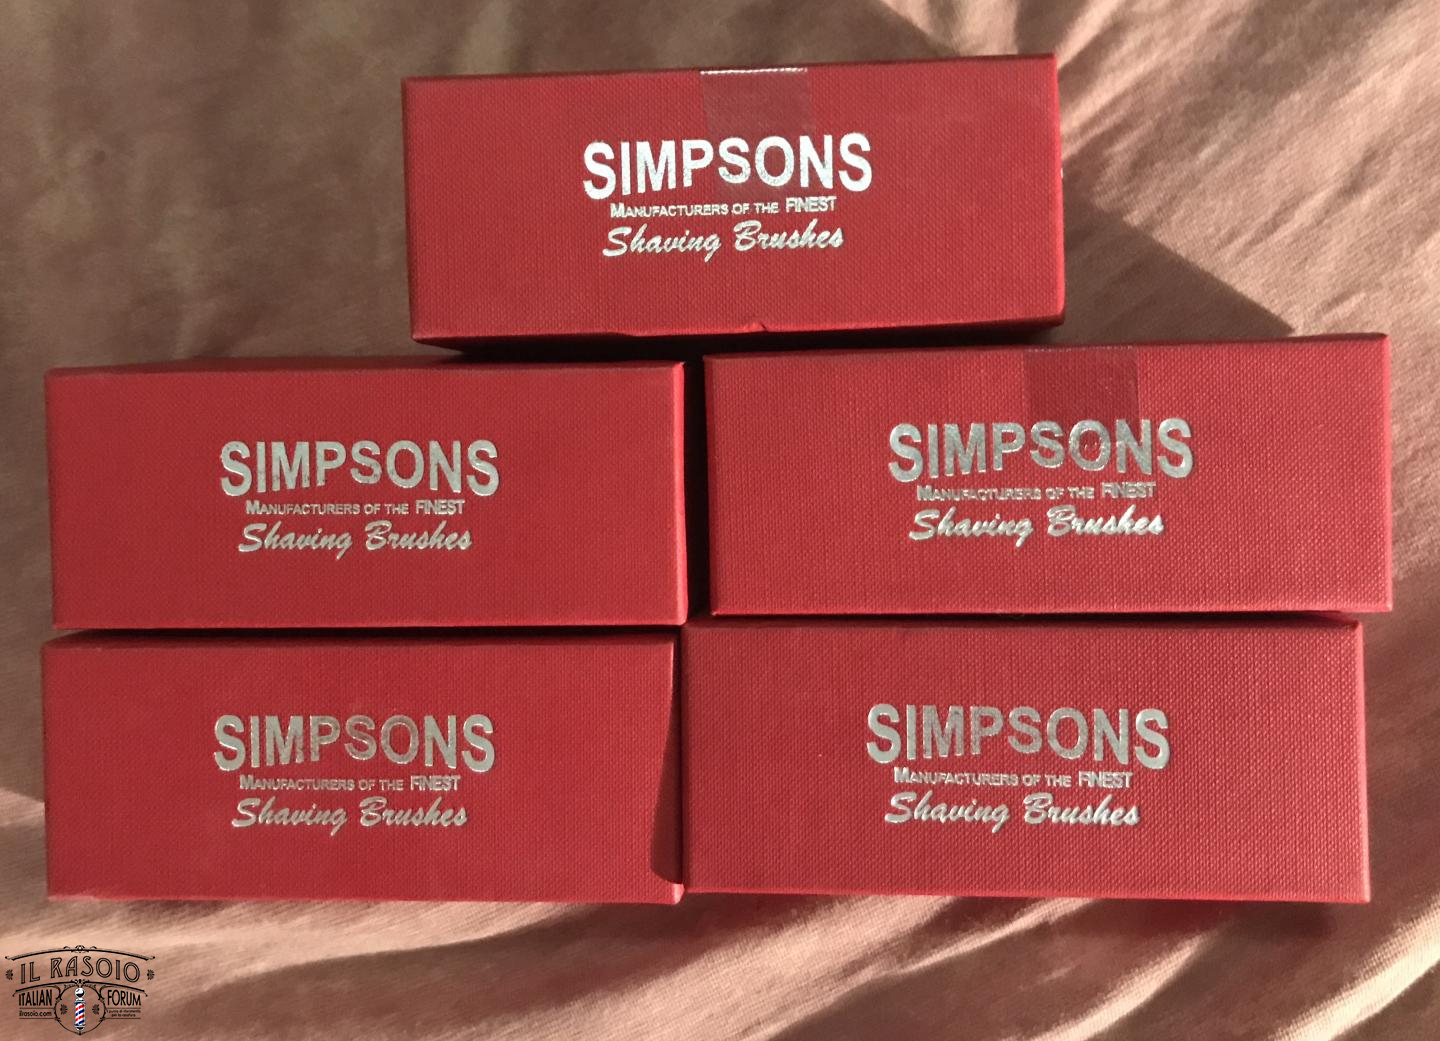 SIMPSONS
MANUFACTURERS OF THE FINEST
Shaving Brushes
SIMPSONS
MANUFACTURERS OF THE FINEST
Shaving Brushes
SIMPSONS
MANUFACTURERS OF THE FINEST
Shaving Brushes
SIMPSONS
MANUFACTURERS OF THE FINEST
Shaving Brushes
SIMPSONS
MANUFACTURERS OF THE FINEST
Shaving Brushes
IL RASOIO
ITALIAN FORUM
ilrasoio.com